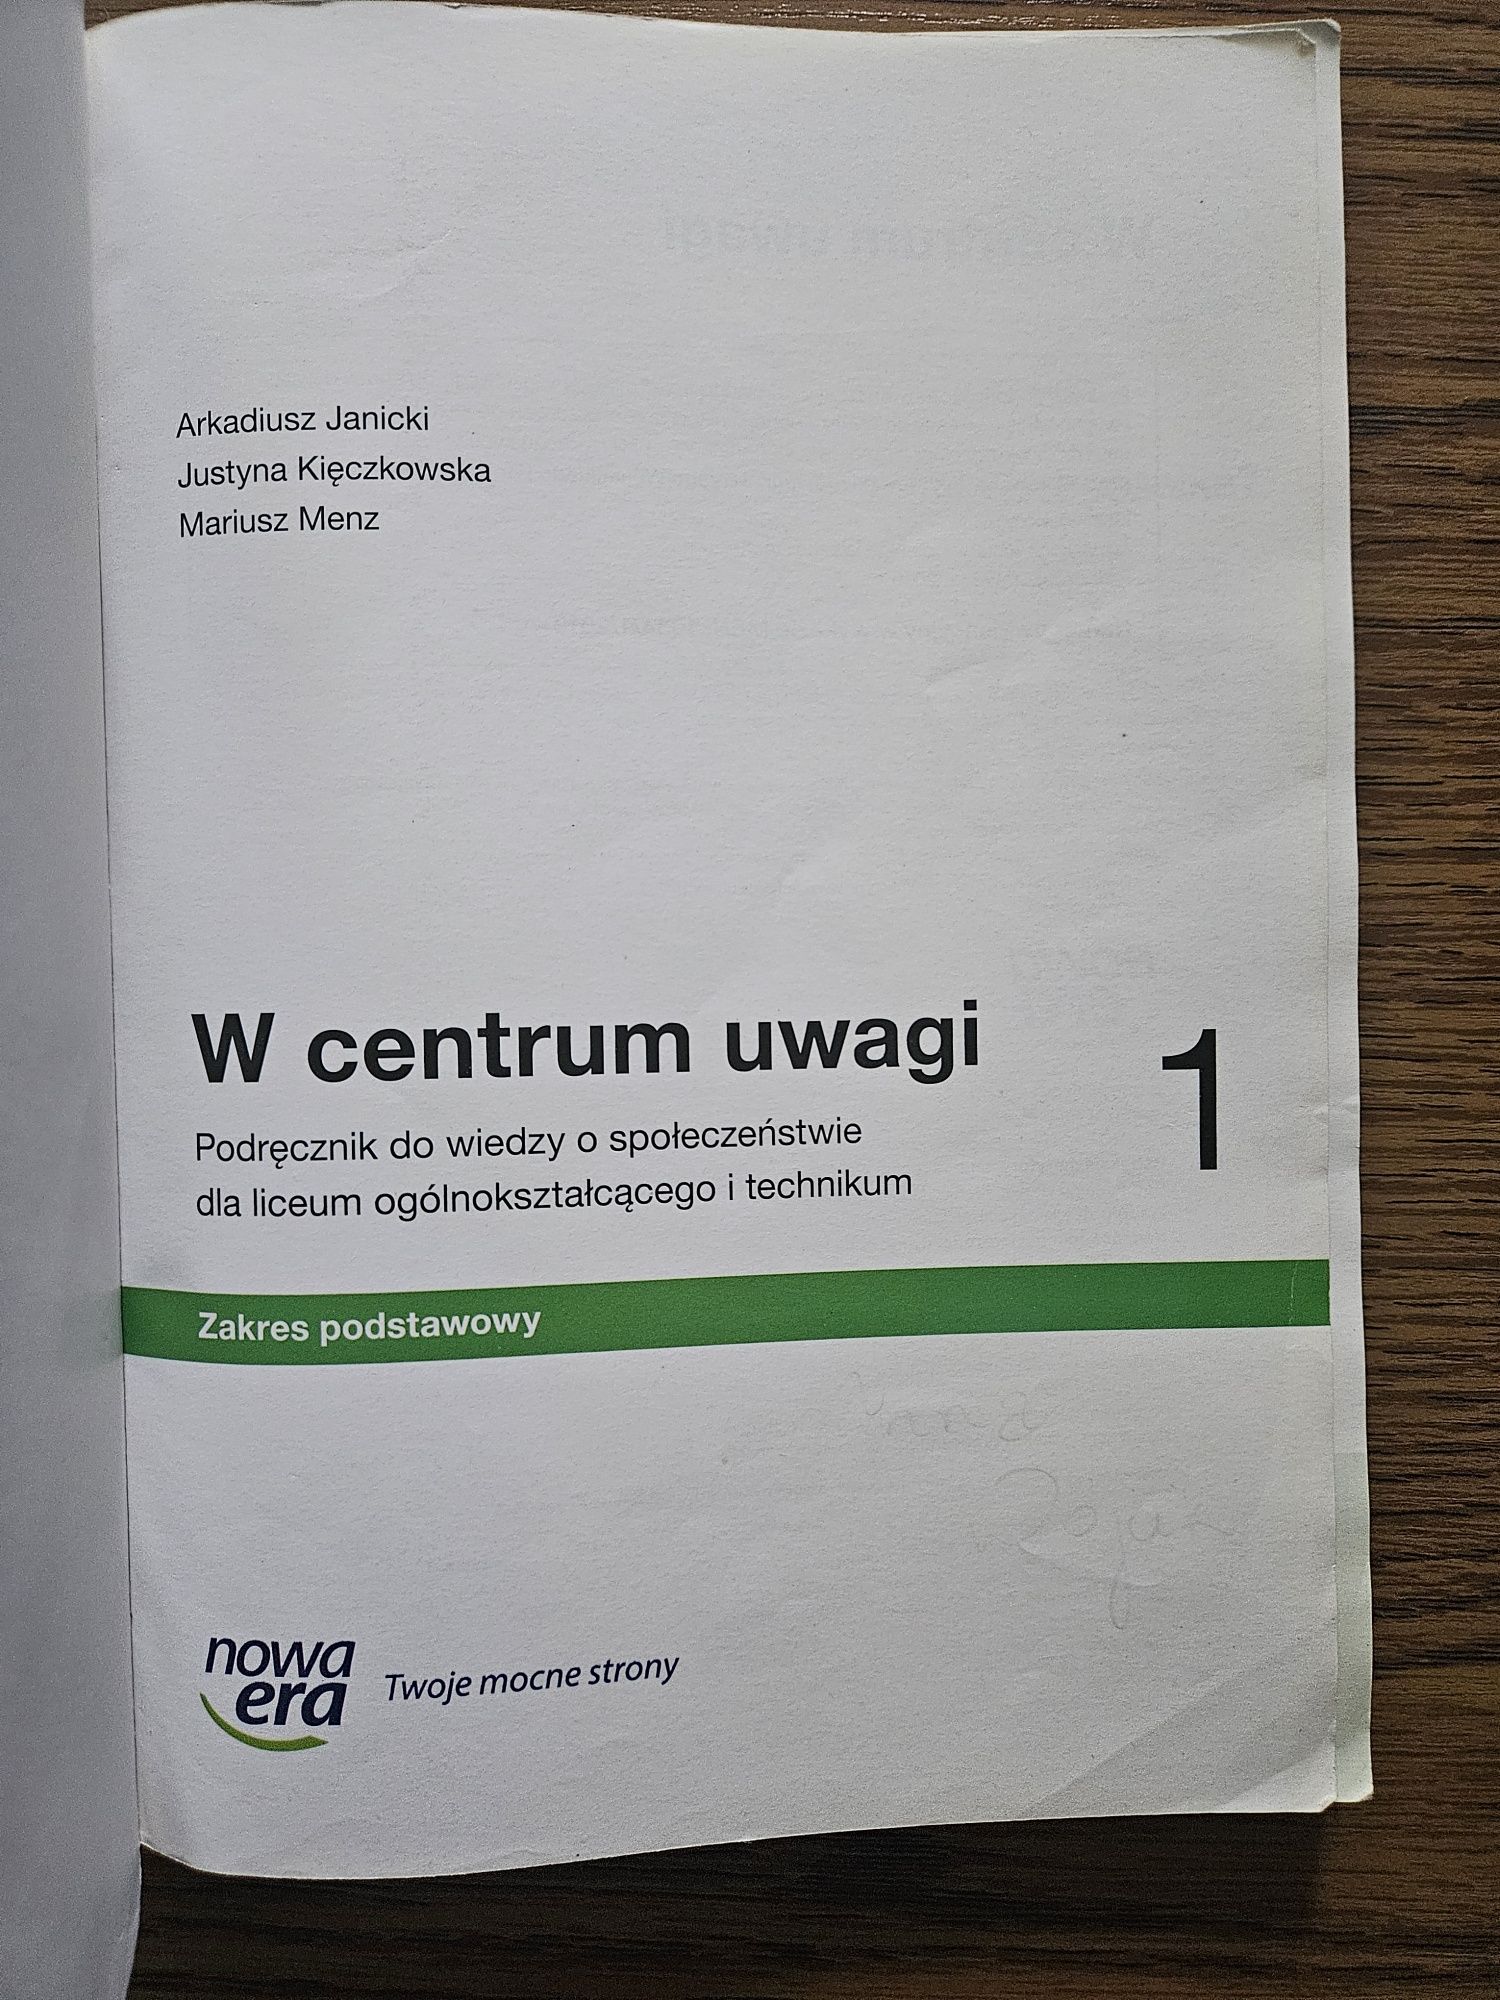 Arkadiusz Janicki
Justyna Kięczkowska
Mariusz Menz
W centrum uwagi
1
Podręcznik do wiedzy o społeczeństwie
dla liceum ogólnokształcącego i technikum
Zakres podstawowy
nowa
era
Twoje mocne strony